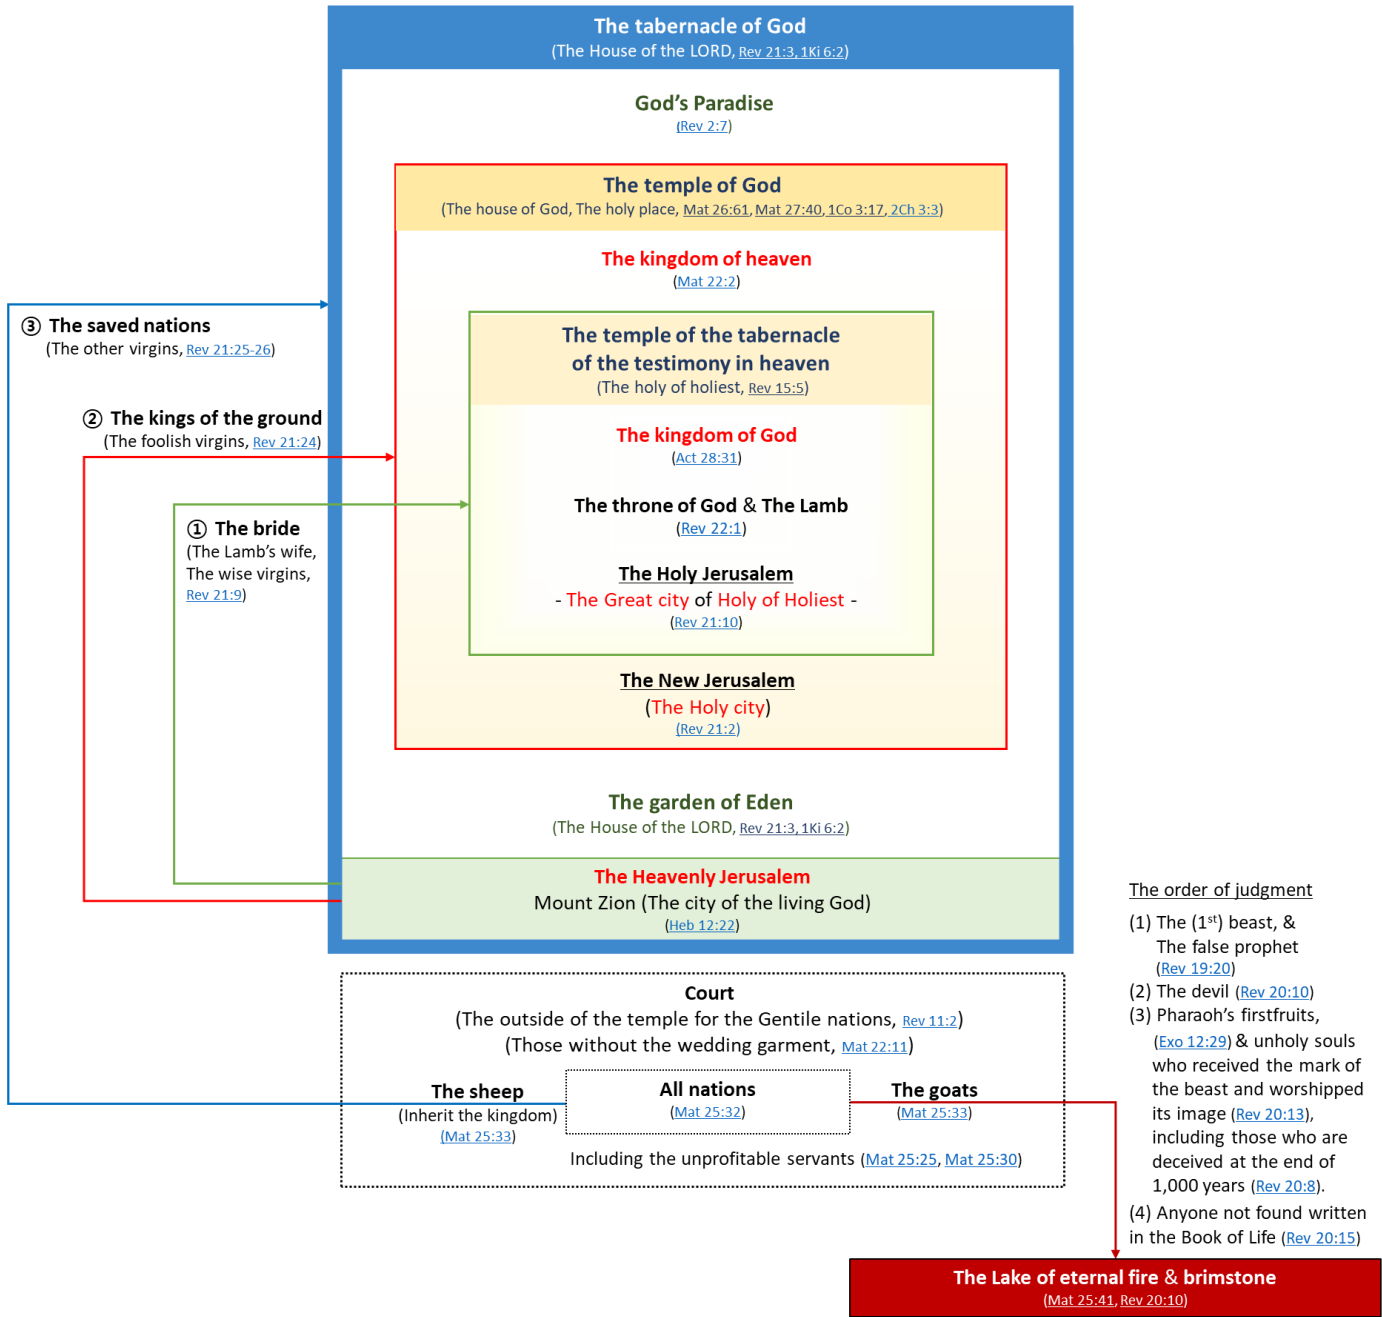 The tabernacle of God
(The House of the LORD, Rev 21:3, 1Ki 6:2)
God's Paradise
(Rev 2:7)
The temple of God
(The house of God, The holy place, Mat 26:61, Mat 27:40, 1Co 3:17, 2Ch 3:3)
The kingdom of heaven
(Mat 22:2)
The temple of the tabernacle
of the testimony in heaven
(The holy of holiest, Rev 15:5)
The kingdom of God
(Act 28:31)
The throne of God & The Lamb
(Rev 22:1)
The Holy Jerusalem
- The Great city of Holy of Holiest -
(Rev 21:10)
The New Jerusalem
(The Holy city)
(Rev 21:2)
The garden of Eden
(The House of the LORD, Rev 21:3, 1Ki 6:2)
The Heavenly Jerusalem
Mount Zion (The city of the living God)
(Heb 12:22)
③ The saved nations
(The other virgins, Rev 21:25-26)
② The kings of the ground
(The foolish virgins, Rev 21:24)
① The bride
(The Lamb's wife,
The wise virgins,
Rev 21:9)
Court
(The outside of the temple for the Gentile nations, Rev 11:2)
(Those without the wedding garment, Mat 22:11)
The sheep
(Inherit the kingdom)
(Mat 25:33)
All nations
(Mat 25:32)
The goats
(Mat 25:33)
Including the unprofitable servants (Mat 25:25, Mat 25:30)
The order of judgment
(1) The (1st) beast, &
The false prophet
(Rev 19:20)
(2) The devil (Rev 20:10)
(3) Pharaoh's firstfruits,
(Exo 12:29) & unholy souls
who received the mark of
the beast and worshipped
its image (Rev 20:13),
including those who are
deceived at the end of
1,000 years (Rev 20:8).
(4) Anyone not found written
in the Book of Life (Rev 20:15)
The Lake of eternal fire & brimstone
(Mat 25:41, Rev 20:10)